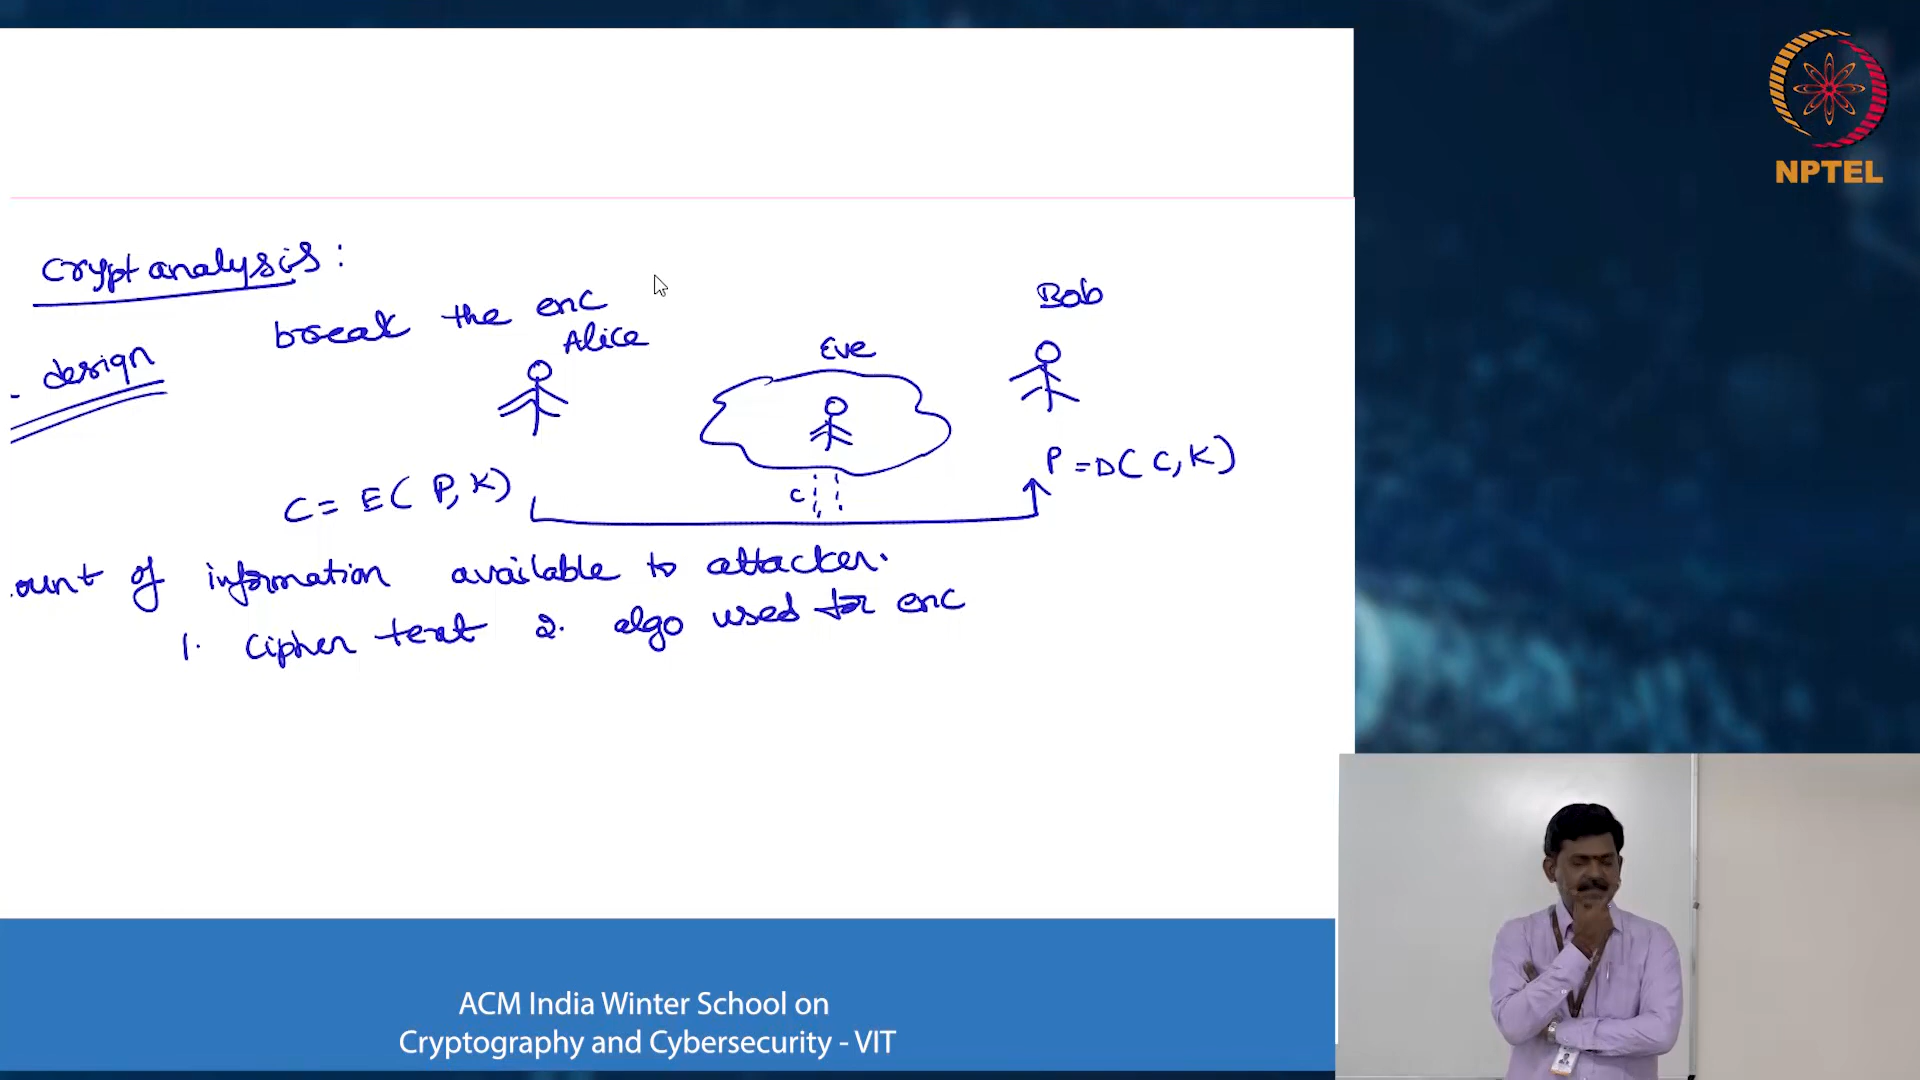 NPTEL
Cryptanalysis:
break the enc
- design
Alice
Eve
Bob
C = E(P, K)
C
P = D(C, K)
ount of information available to attacker.
1. Cipher text 2. algo used for enc
ACM India Winter School on
Cryptography and Cybersecurity - VIT